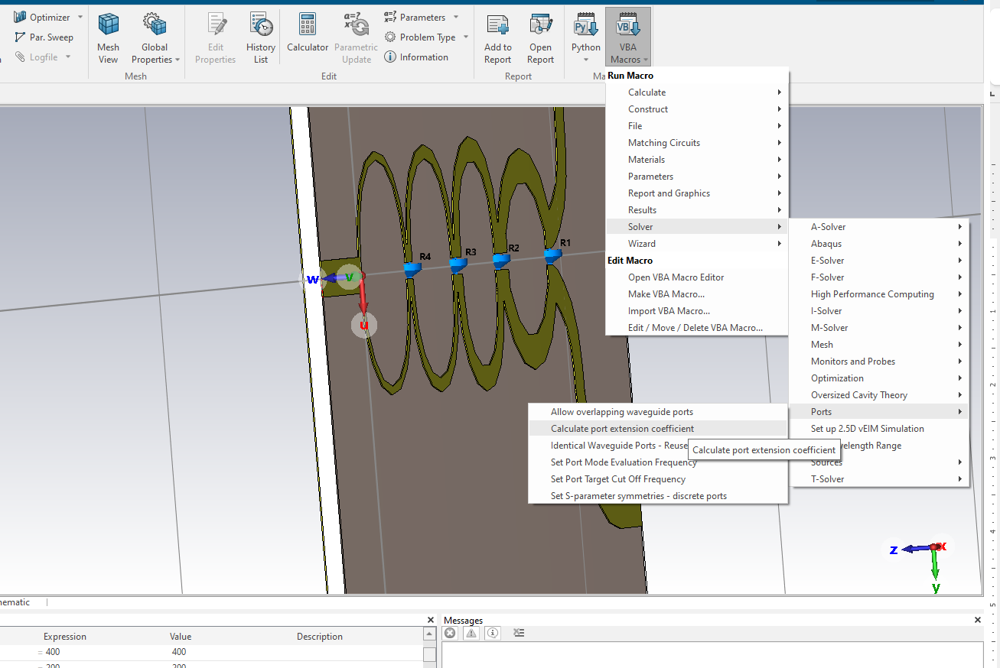 Optimizer
Par. Sweep
Logfile
Mesh View
Global Properties
Mesh
Edit Properties
History List
Calculator
Parametric Update
Parameters
Problem Type
Information
Edit
Add to Report
Open Report
Report
Python
VBA Macros
Ma
Run Macro
Calculate
Construct
File
Matching Circuits
Materials
Parameters
Report and Graphics
Results
Solver
Wizard
Edit Macro
Open VBA Macro Editor
Make VBA Macro...
Import VBA Macro...
Edit / Move / Delete VBA Macro...
A-Solver
Abaqus
E-Solver
F-Solver
High Performance Computing
I-Solver
M-Solver
Mesh
Monitors and Probes
Optimization
Oversized Cavity Theory
Ports
Set up 2.5D vEIM Simulation
velength Range
Sources
T-Solver
Allow overlapping waveguide ports
Calculate port extension coefficient
Identical Waveguide Ports - Reuse
Set Port Mode Evaluation Frequency
Set Port Target Cut Off Frequency
Set S-parameter symmetries - discrete ports
Calculate port extension coefficient
R4
R3
R2
R1
w
v
u
z
x
y
hematic
Expression
Value
Description
= 400
400
= 200
200
Messages
1
2
3
4
5